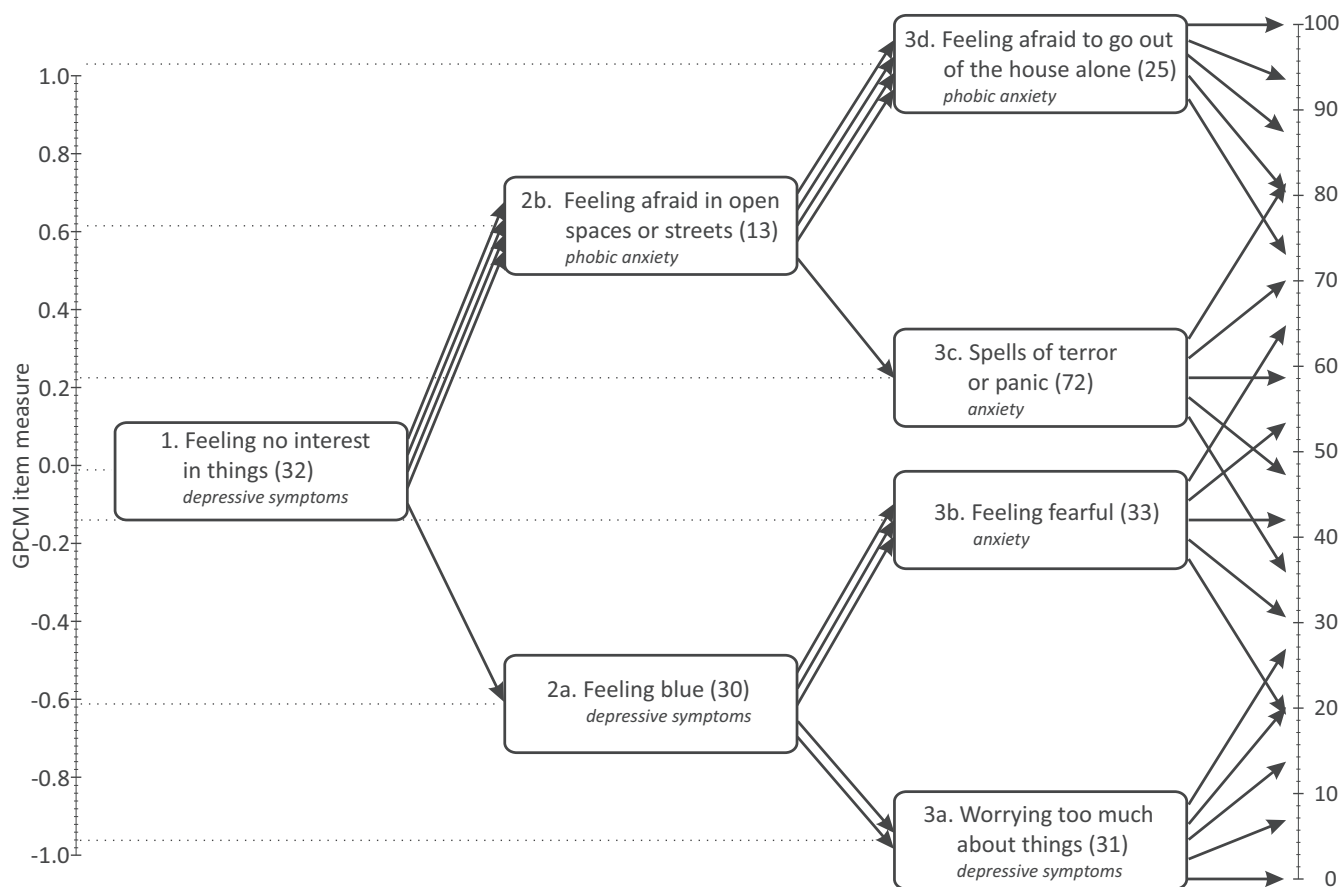 GPCM item measure
1.0
0.8
0.6
0.4
0.2
0.0
-0.2
-0.4
-0.6
-0.8
-1.0
1. Feeling no interest
in things (32)
depressive symptoms
2b. Feeling afraid in open
spaces or streets (13)
phobic anxiety
2a. Feeling blue (30)
depressive symptoms
3d. Feeling afraid to go out
of the house alone (25)
phobic anxiety
3c. Spells of terror
or panic (72)
anxiety
3b. Feeling fearful (33)
anxiety
3a. Worrying too much
about things (31)
depressive symptoms
100
90
80
70
60
50
40
30
20
10
0